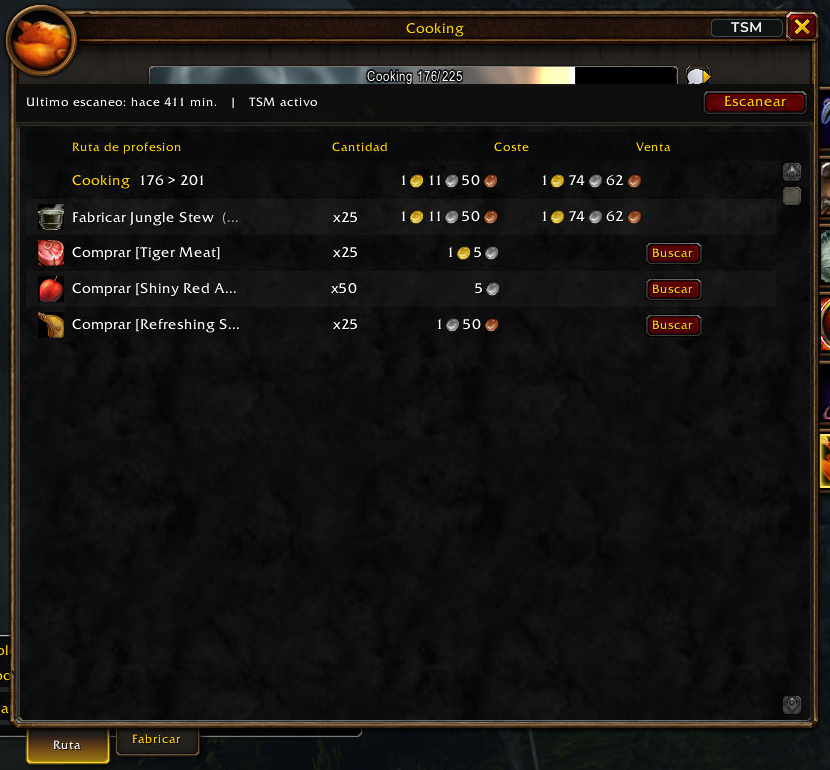 Cooking
TSM
Cooking 176/225
Ultimo escaneo: hace 411 min. | TSM activo
Escanear
Ruta de profesion Cantidad Coste Venta
Cooking 176 > 201 1 11 50 1 74 62
Fabricar Jungle Stew (... x25 1 11 50 1 74 62
Comprar [Tiger Meat] x25 1 5 Buscar
Comprar [Shiny Red A... x50 5 Buscar
Comprar [Refreshing S... x25 1 50 Buscar
Ruta
Fabricar